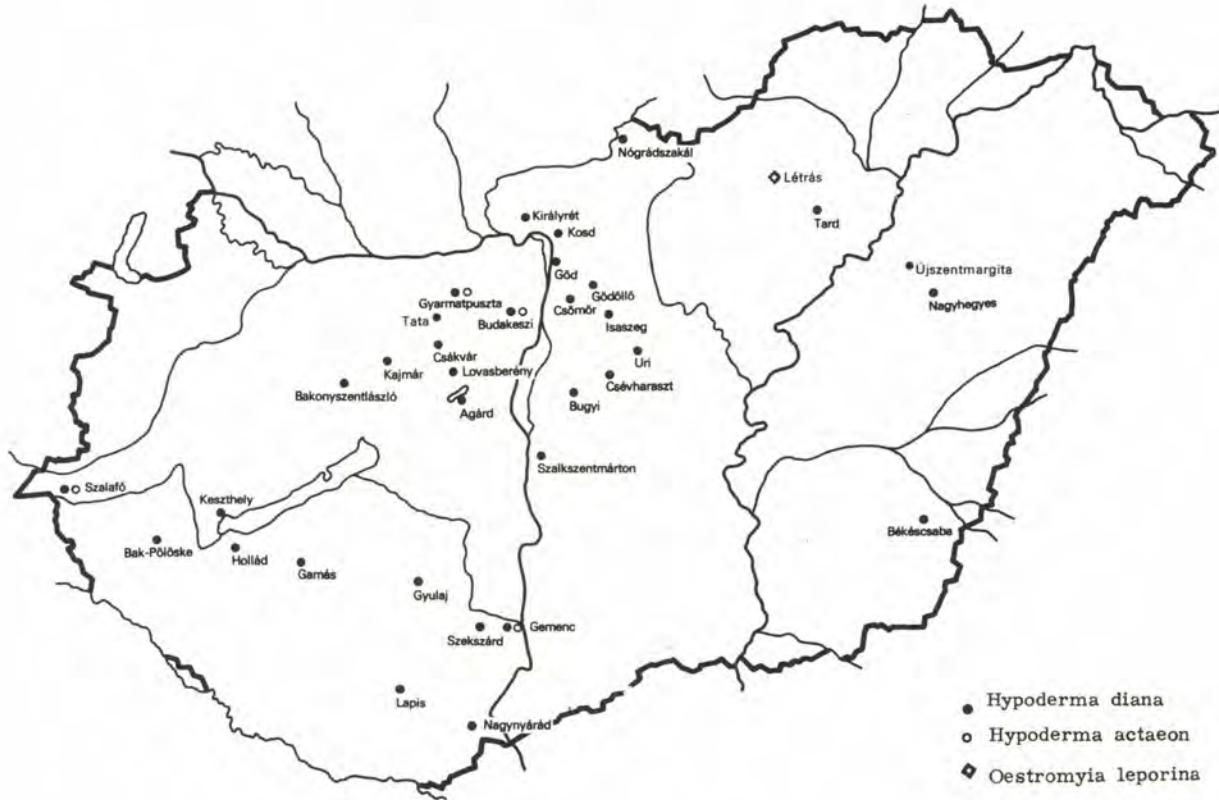 Nógrádszakál
Létrás
Tard
Királyrét
Kosd
Göd
Gödöllő
Csömör
Isaszeg
Újszentmargita
Nagyhegyes
Gyarmatpuszta
Tata
Budakeszi
Csákvár
Kajmár
Lovasberény
Bakonyszentlászló
Agárd
Uri
Csévharaszt
Bugyi
Szalkszentmárton
Szalafő
Keszthely
Bak-Pölöske
Hollád
Gamás
Gyulaj
Békéscsaba
Szekszárd
Gemenc
Lapis
Nagynyárád
Hypoderma diana
Hypoderma actaeon
Oestromyia leporina